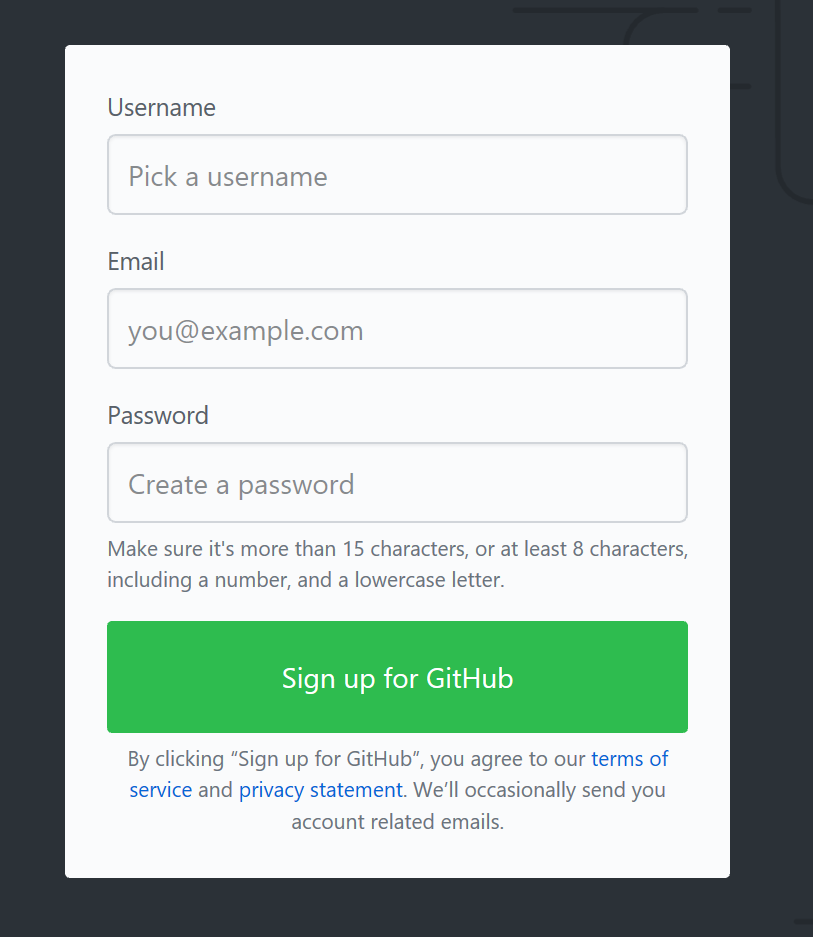 Username
Pick a username
Email
you@example.com
Password
Create a password
Make sure it's more than 15 characters, or at least 8 characters,
including a number, and a lowercase letter.
Sign up for GitHub
By clicking “Sign up for GitHub”, you agree to our terms of
service and privacy statement. We’ll occasionally send you
account related emails.